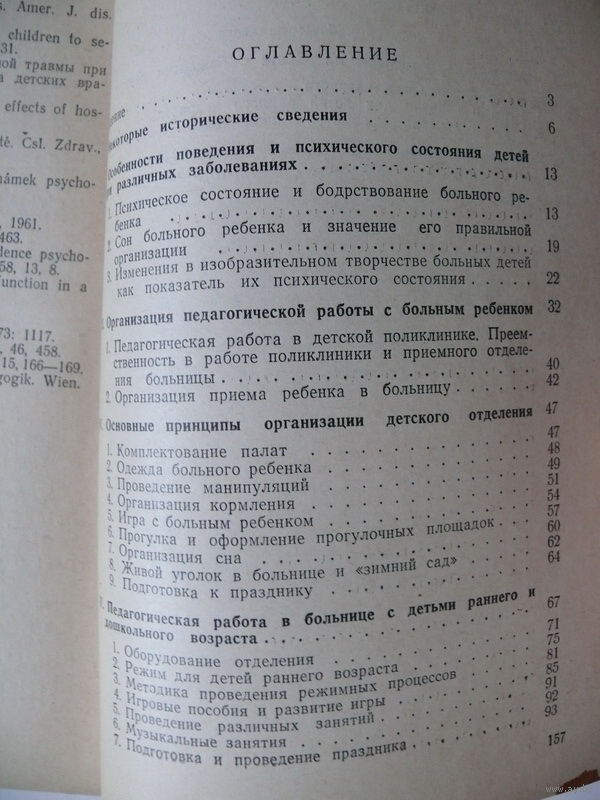 s. Amer. J. dis.
children to se-
31.
ной травмы при
а детских вра-
effects of hos-
té. Čsl. Zdrav.,
námek psycho-
, 1961.
463.
dence psycho-
58, 13, 8.
function in a
73: 1117.
, 46, 458.
15, 166—169.
gogik. Wien.
ОГЛАВЛЕНИЕ
ение . . . 3
некоторые исторические сведения . . . 6
Особенности поведения и психического состояния детей
и различных заболеваниях . . . 13
1. Психическое состояние и бодрствование больного ре-
бенка . . . 13
2. Сон больного ребенка и значение его правильной
организации . . . 19
3. Изменения в изобразительном творчестве больных детей
как показатель их психического состояния . . . 22
Организация педагогической работы с больным ребенком 32
1. Педагогическая работа в детской поликлинике. Преем-
ственность в работе поликлиники и приемного отделе-
ния больницы . . . 40
2. Организация приема ребенка в больницу . . . 42
Основные принципы организации детского отделения 47
1. Комплектование палат . . . 47
2. Одежда больного ребенка . . . 48
3. Проведение манипуляций . . . 49
4. Организация кормления . . . 51
5. Игра с больным ребенком . . . 54
6. Прогулка и оформление прогулочных площадок . . . 57
7. Организация сна . . . 60
8. Живой уголок в больнице и «зимний сад» . . . 62
9. Подготовка к празднику . . . 64
Педагогическая работа в больнице с детьми раннего и
дошкольного возраста . . . 67
1. Оборудование отделения . . . 71
2. Режим для детей раннего возраста . . . 75
3. Методика проведения режимных процессов . . . 81
4. Игровые пособия и развитие игры . . . 85
5. Проведение различных занятий . . . 91
6. Музыкальные занятия . . . 92
7. Подготовка и проведение праздника . . . 93
157